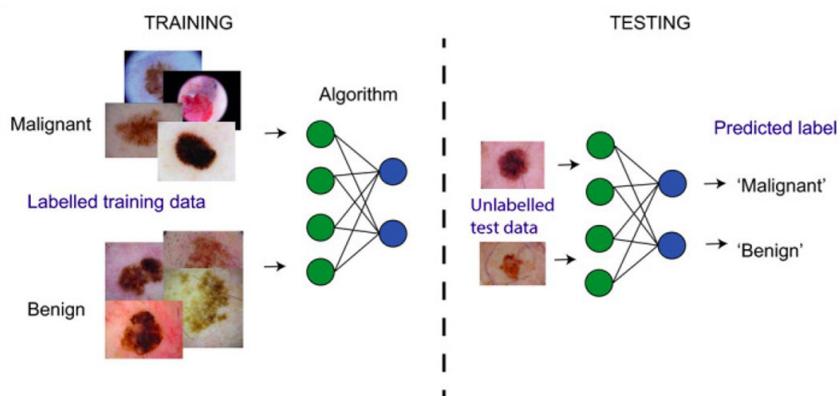 TRAINING
Malignant
Algorithm
Labelled training data
Benign
TESTING
Predicted label
Unlabelled
test data
‘Malignant’
‘Benign’